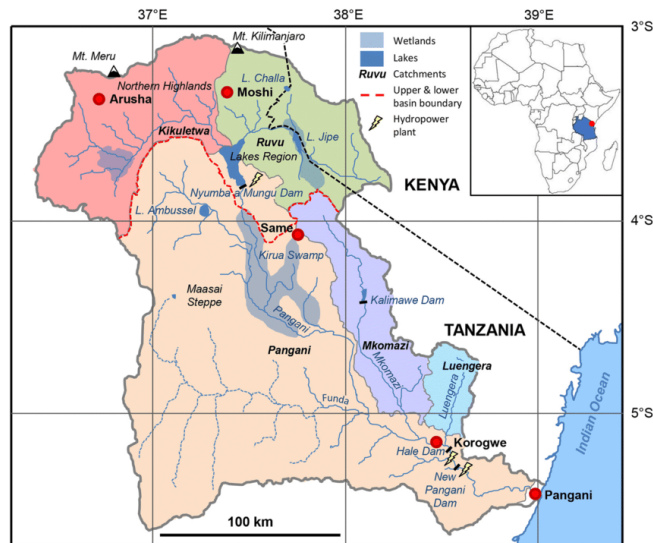 37°E
38°E
39°E
3°S
Mt. Kilimanjaro
Mt. Meru
Northern Highlands
L. Challa
Arusha
Moshi
Kikuletwa
Ruvu
Lakes Region
L. Jipe
Nyumba a Mungu Dam
KENYA
Wetlands
Lakes
Ruvu Catchments
Upper & lower
basin boundary
Hydropower
plant
4°S
L. Ambussel
Same
Kirua Swamp
Maasai
Steppe
Kalimawe Dam
Pangani
Pangani
Mkomazi
Mkomazi
TANZANIA
Luengera
Luengera
Funda
5°S
Korogwe
Hale Dam
New
Pangani
Dam
Pangani
Indian Ocean
100 km